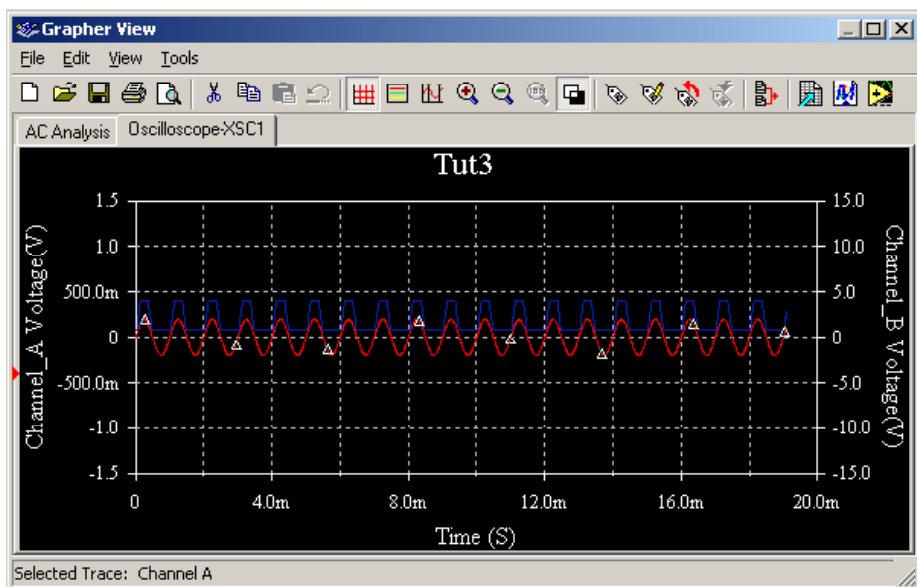 Grapher View
File Edit View Tools
AC Analysis Oscilloscope-XSC1
Tut3
Channel_A Voltage(V)
1.5
1.0
500.0m
0
-500.0m
-1.0
-1.5
15.0
10.0
5.0
0
-5.0
-10.0
-15.0
Channel_B Voltage(V)
0 4.0m 8.0m 12.0m 16.0m 20.0m
Time (S)
Selected Trace: Channel A